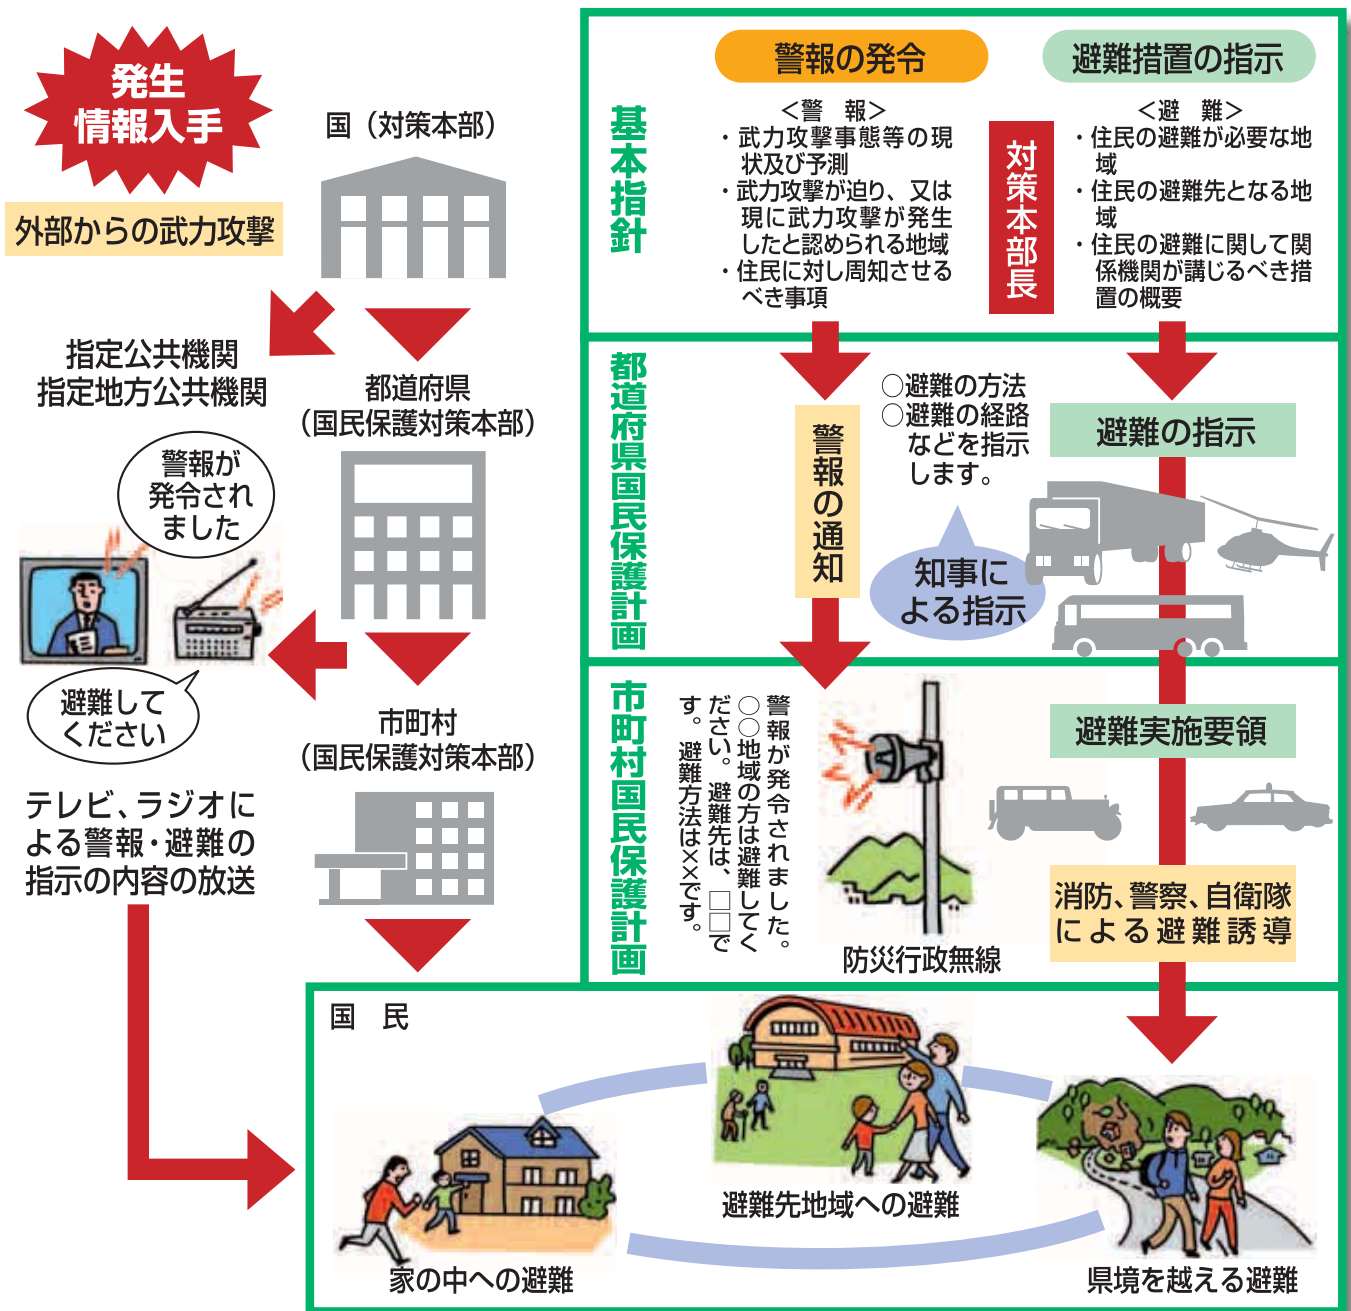 発生
情報入手
外部からの武力攻撃
国（対策本部）
指定公共機関
指定地方公共機関
都道府県
（国民保護対策本部）
警報が
発令され
ました
避難して
ください
テレビ、ラジオに
よる警報・避難の
指示の内容の放送
市町村
（国民保護対策本部）
基本指針
警報の発令
＜警　報＞
・武力攻撃事態等の現
状及び予測
・武力攻撃が迫り、又は
現に武力攻撃が発生
したと認められる地域
・住民に対し周知させる
べき事項
対策本部長
避難措置の指示
＜避　難＞
・住民の避難が必要な地
域
・住民の避難先となる地
域
・住民の避難に関して関
係機関が講じるべき措
置の概要
都道府県国民保護計画
警報の通知
○避難の方法
○避難の経路
などを指示
します。
知事に
よる指示
避難の指示
市町村国民保護計画
警報が発令されました。
○○地域の方は避難してく
ださい。避難先は、□□で
す。避難方法は××です。
防災行政無線
避難実施要領
消防、警察、自衛隊
による避難誘導
国　民
家の中への避難
避難先地域への避難
県境を越える避難